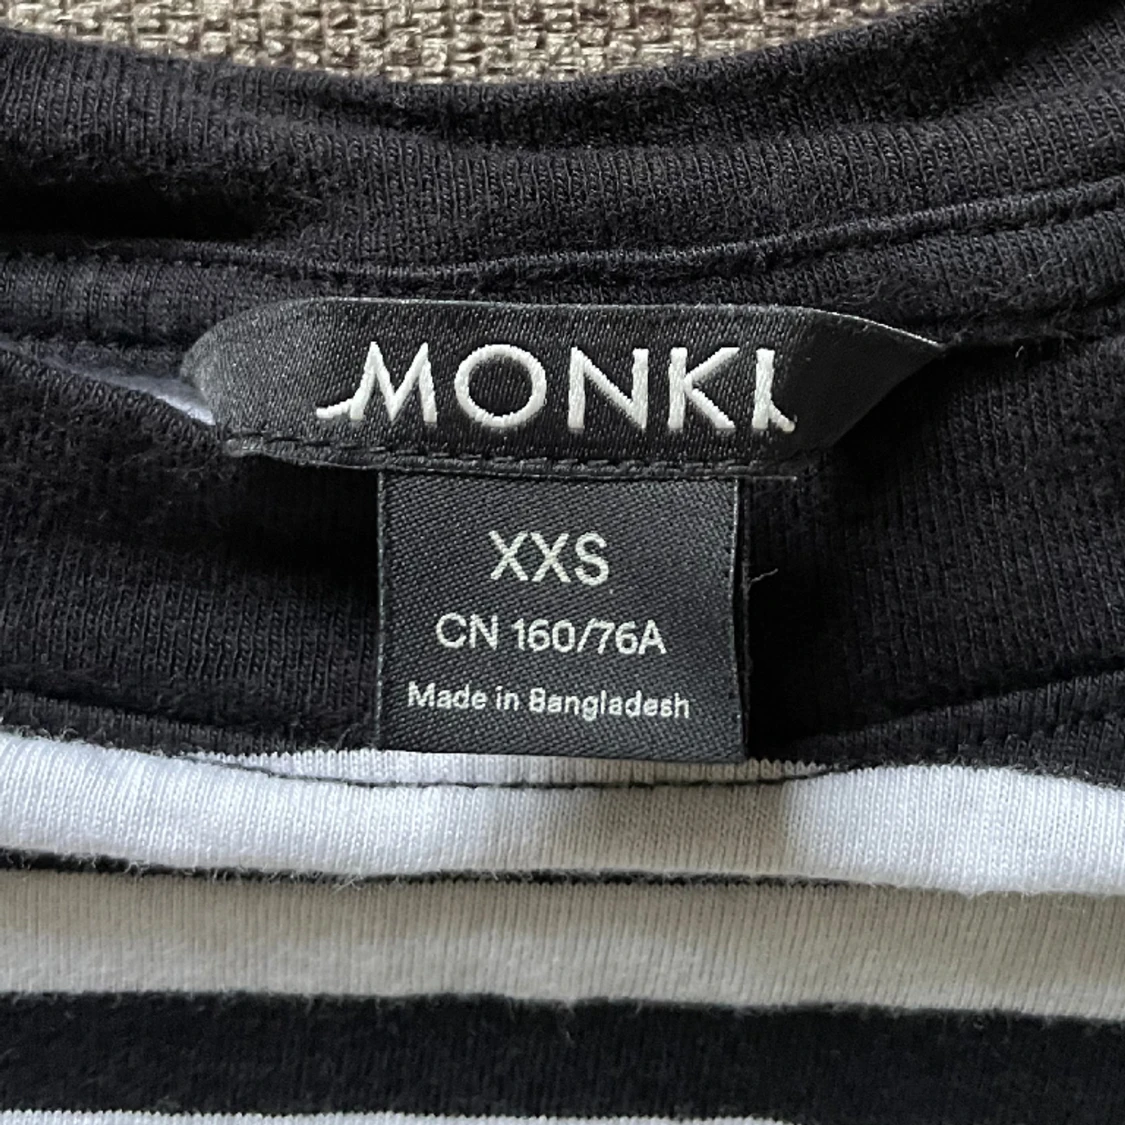 MONKI
XXS
CN 160/76A
Made in Bangladesh